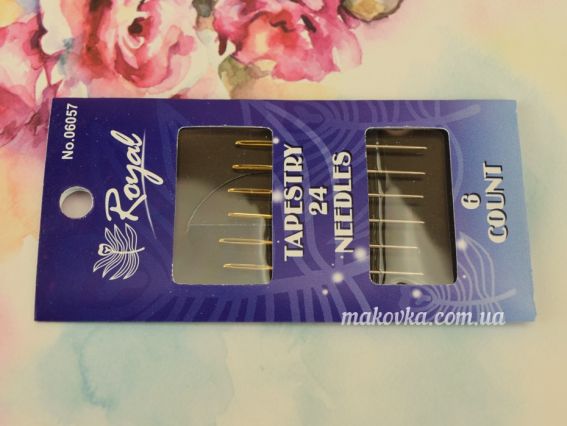 No.06057
Royal
TAPESTRY
24
NEEDLES
6
COUNT
makovka.com.ua